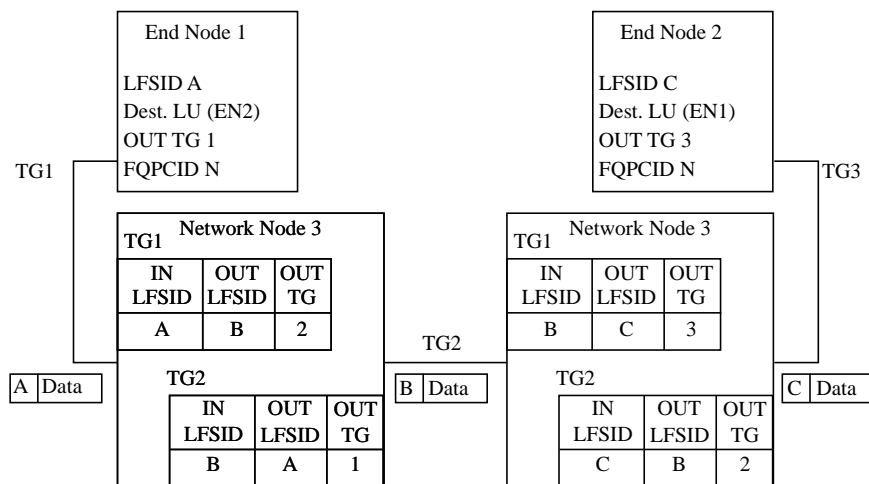 End Node 1
LFSID A
Dest. LU (EN2)
OUT TG 1
FQPCID N
End Node 2
LFSID C
Dest. LU (EN1)
OUT TG 3
FQPCID N
TG1
TG3
Network Node 3
TG1
IN LFSID OUT LFSID OUT TG
A B 2
TG2
IN LFSID OUT LFSID OUT TG
B A 1
A Data
TG2
B Data
Network Node 3
TG1
IN LFSID OUT LFSID OUT TG
B C 3
TG2
IN LFSID OUT LFSID OUT TG
C B 2
C Data